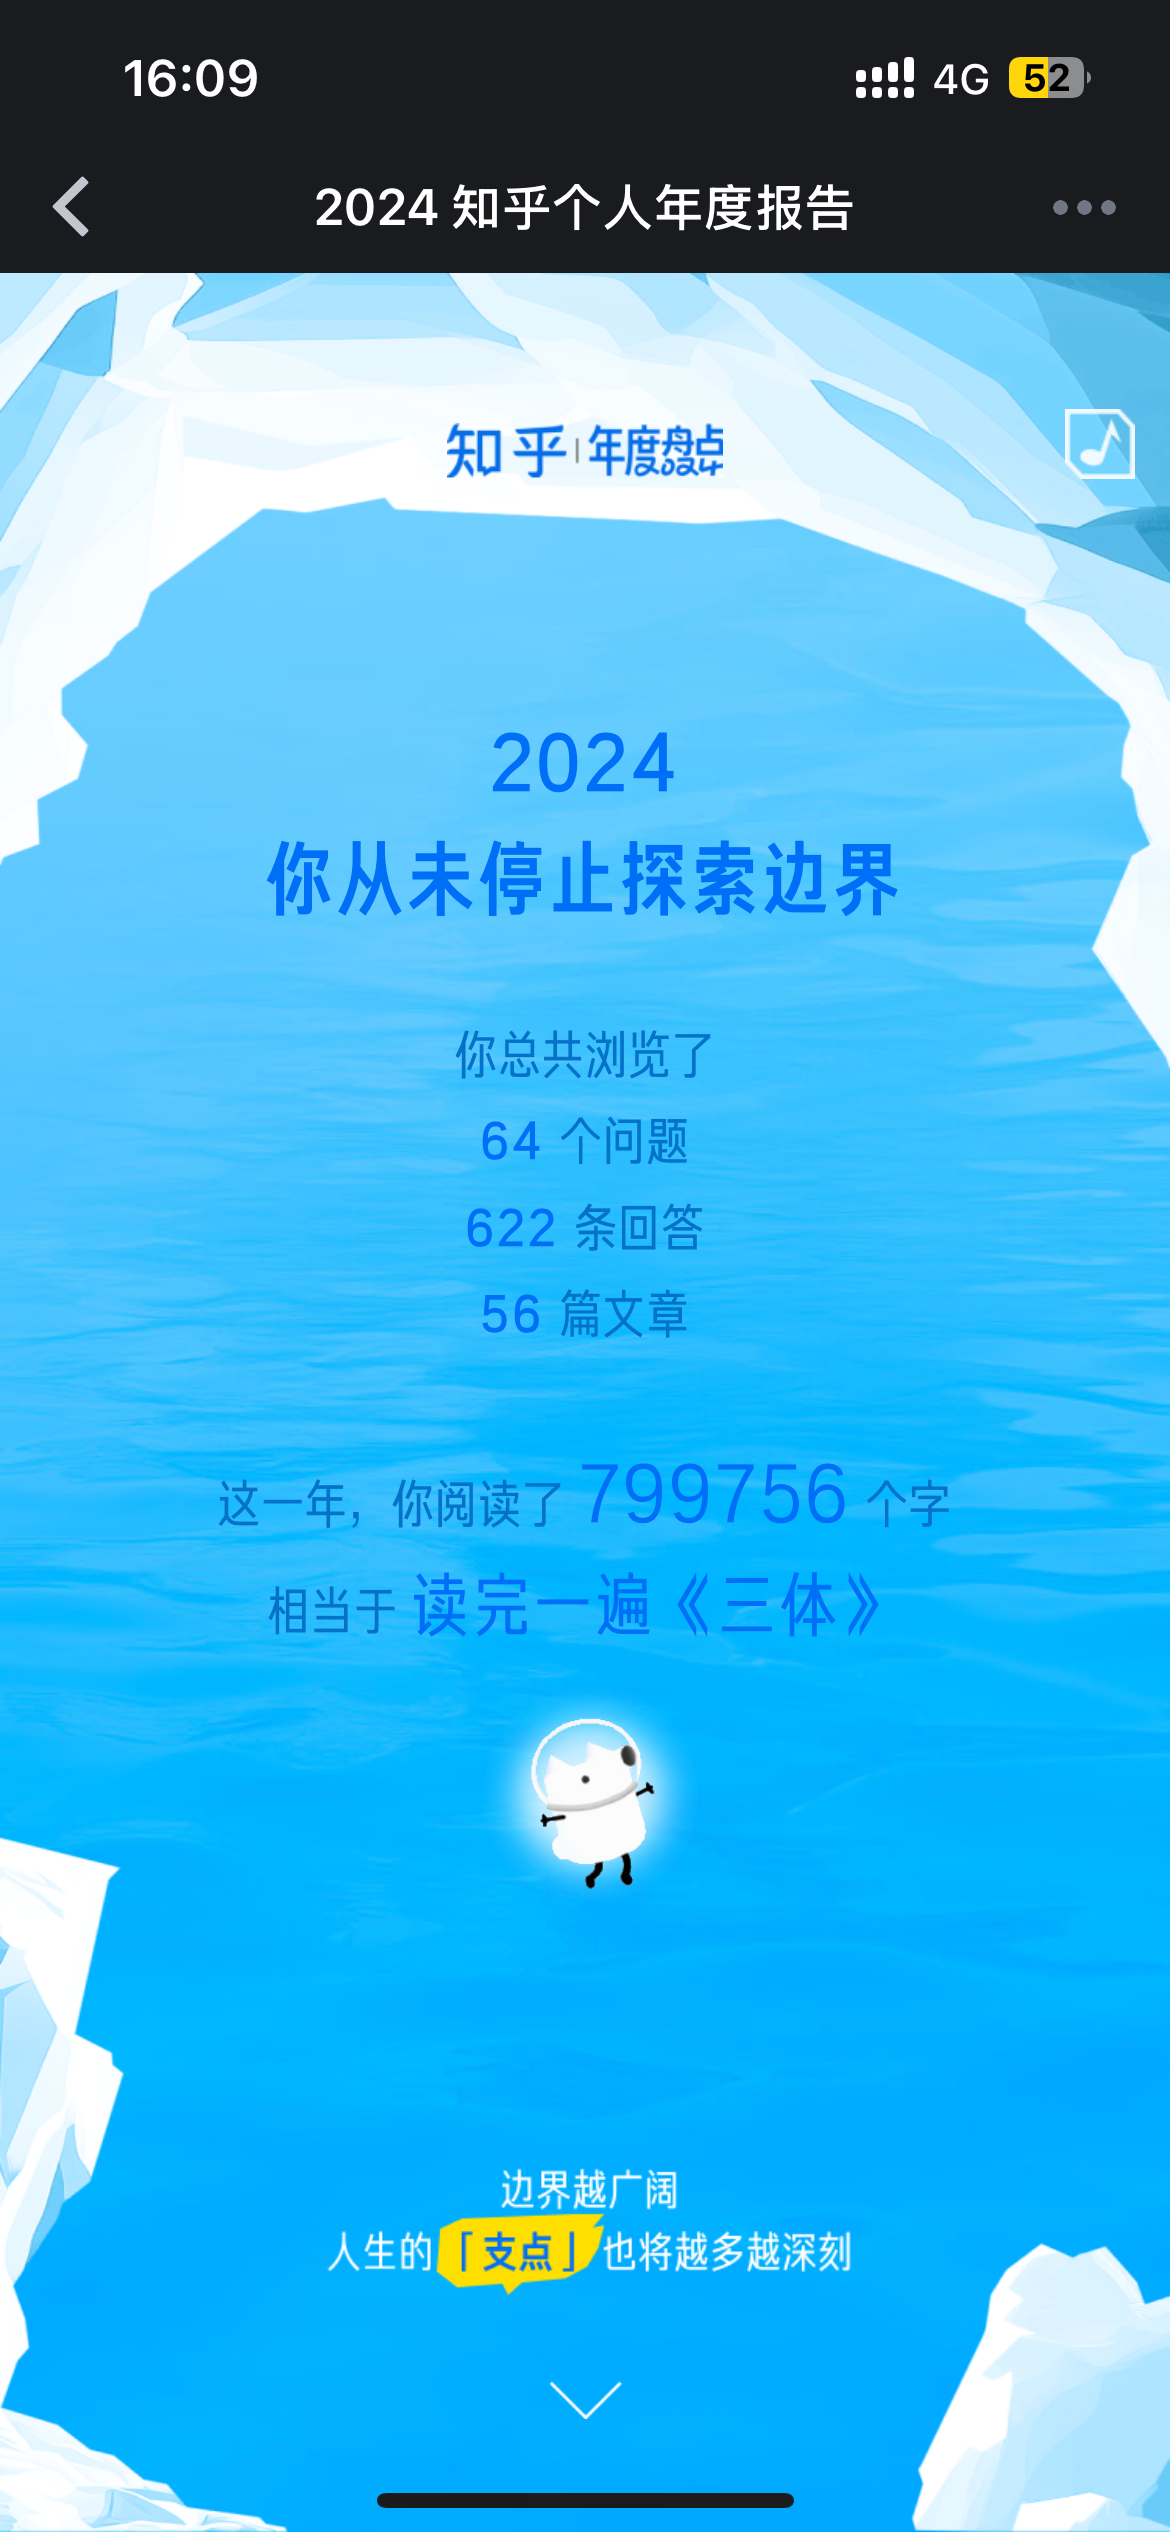 16:09
4G
52
2024 知乎个人年度报告
知乎 | 年度盘点 2024
2024
你从未停止探索边界
你总共浏览了
64 个问题
622 条回答
56 篇文章
这一年，你阅读了 799756 个字
相当于 读完一遍《三体》
边界越广阔
人生的「支点」也将越多越深刻